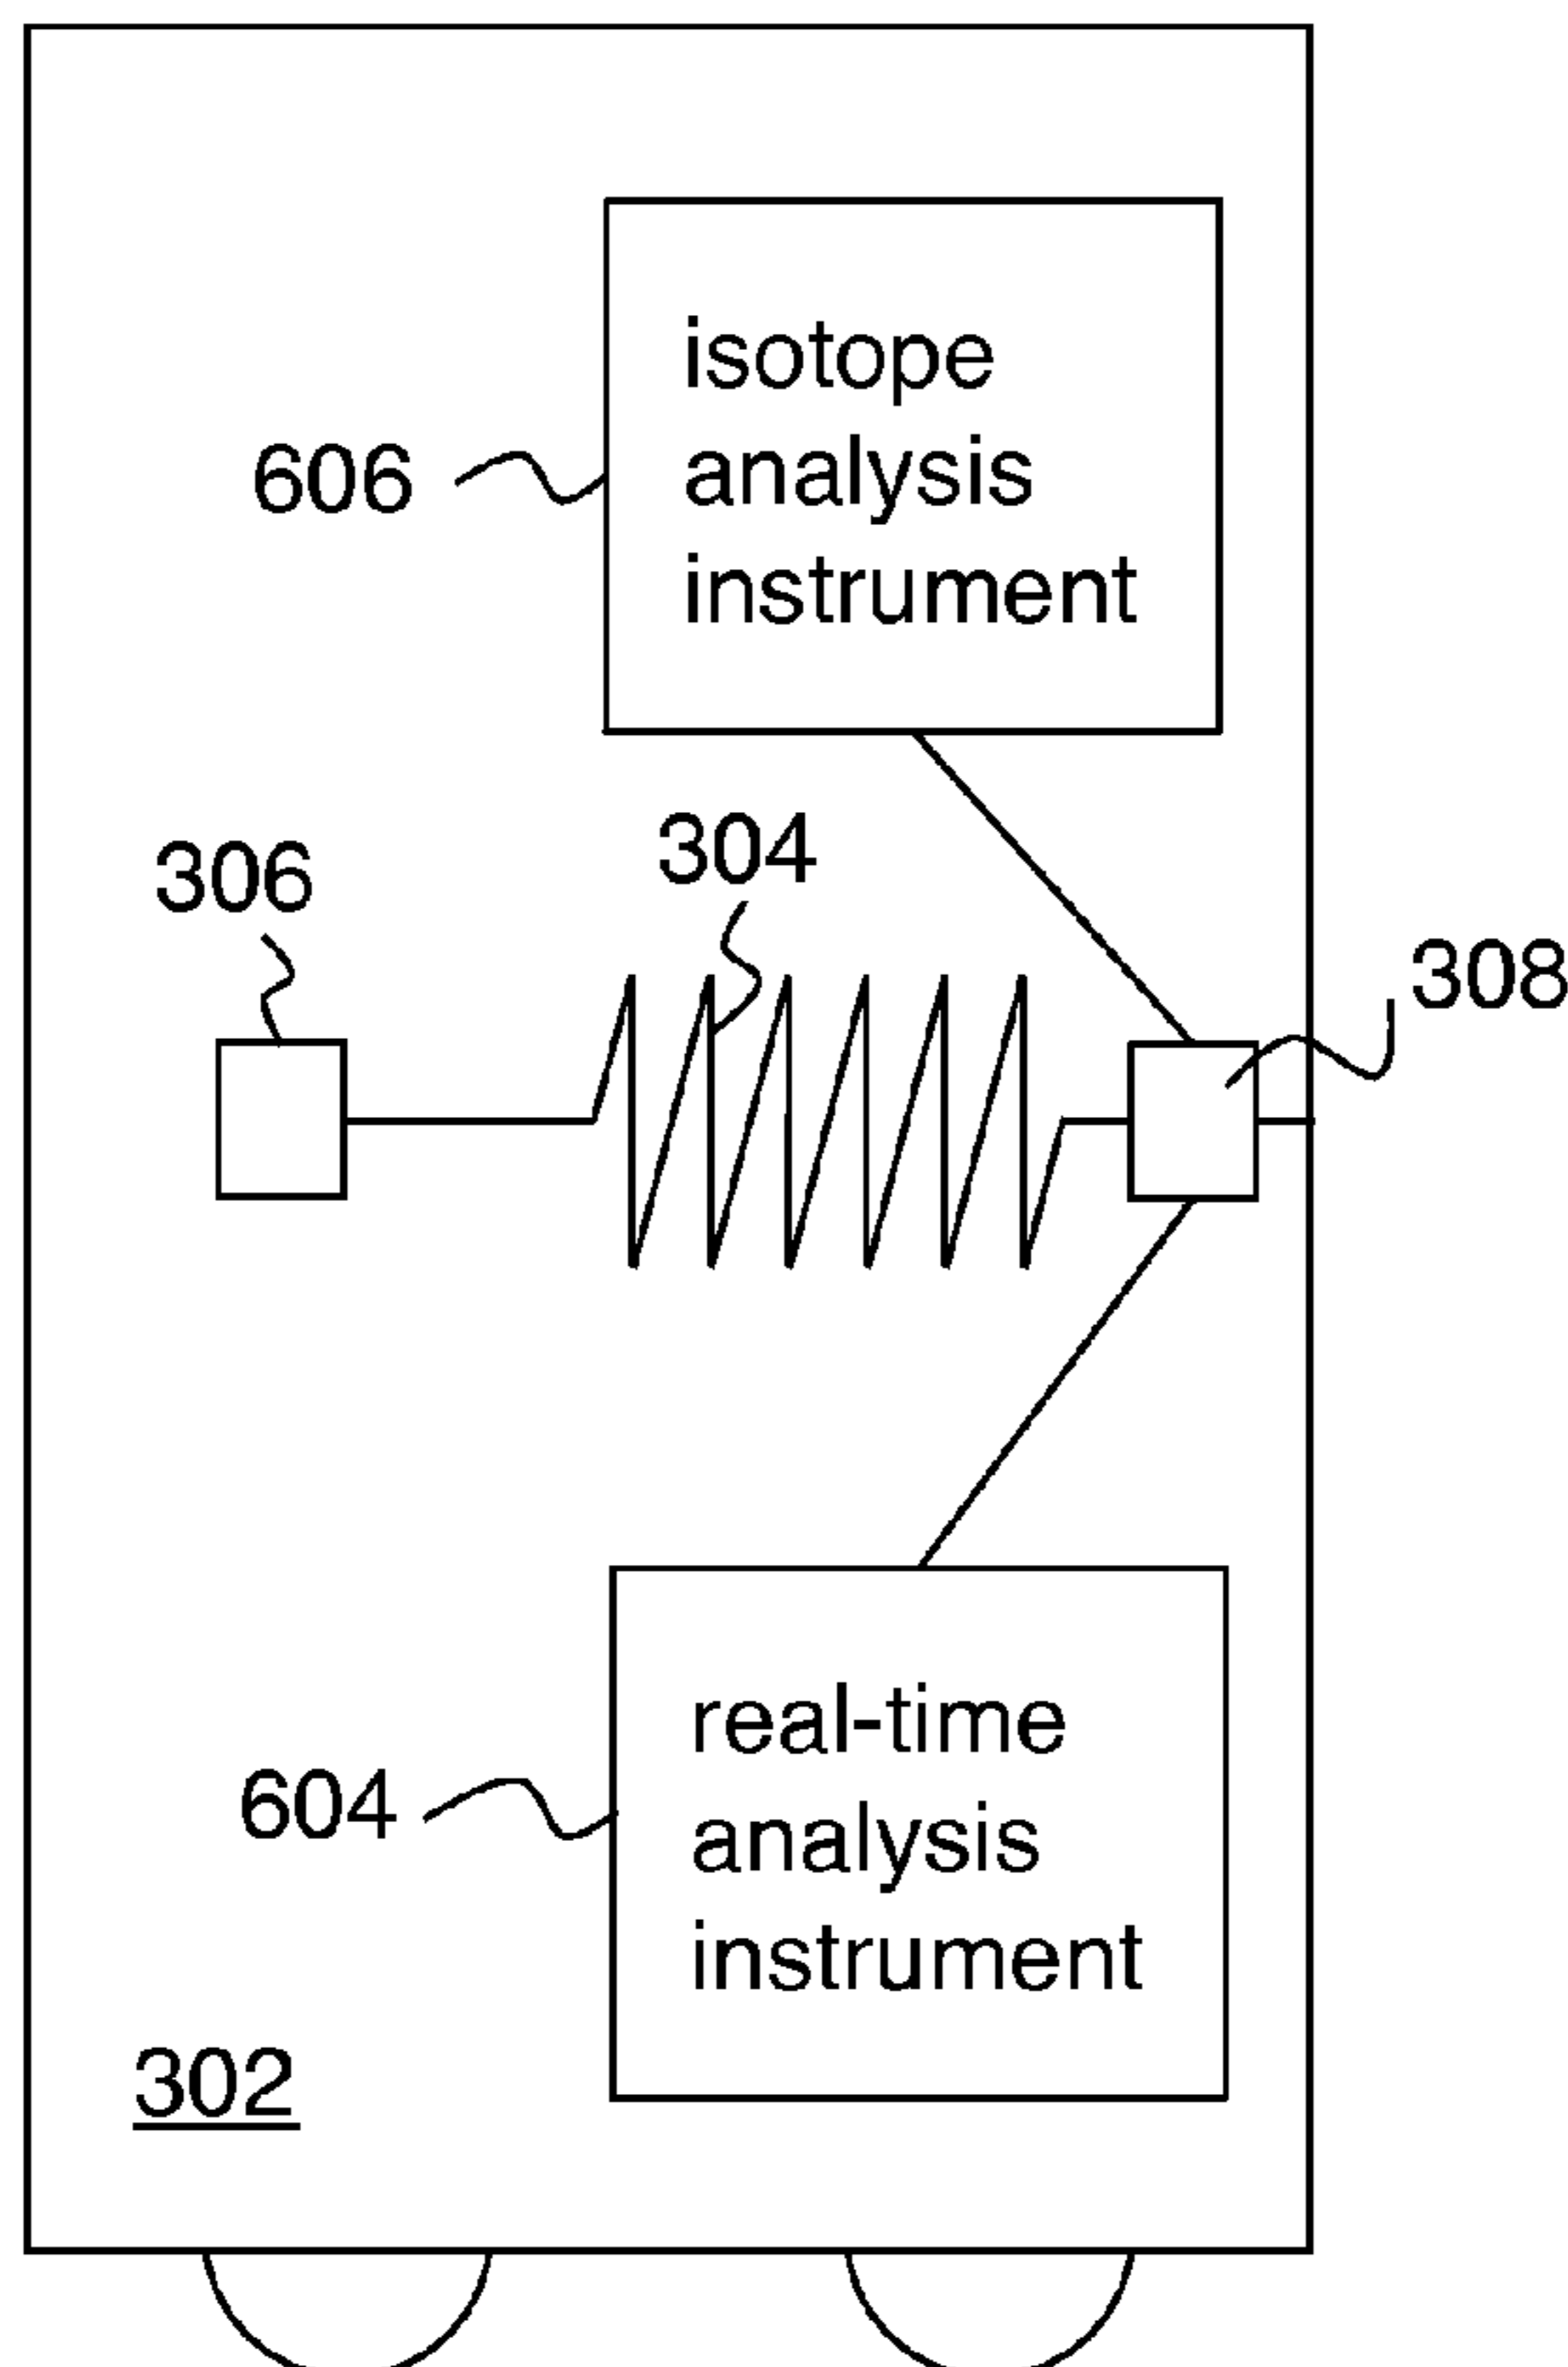 isotope
analysis
instrument
606
304
306
308
real-time
analysis
instrument
604
302